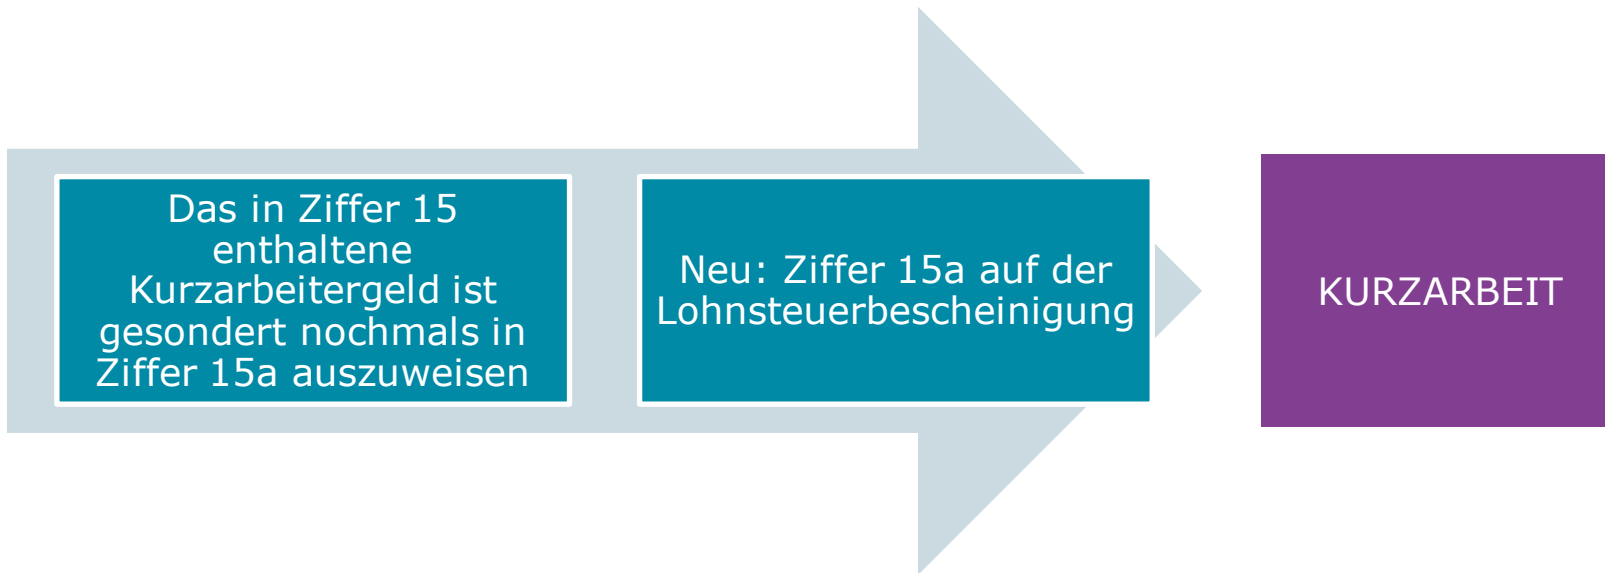 Das in Ziffer 15
enthaltene
Kurzarbeitergeld ist
gesondert nochmals in
Ziffer 15a auszuweisen
Neu: Ziffer 15a auf der
Lohnsteuerbescheinigung
KURZARBEIT